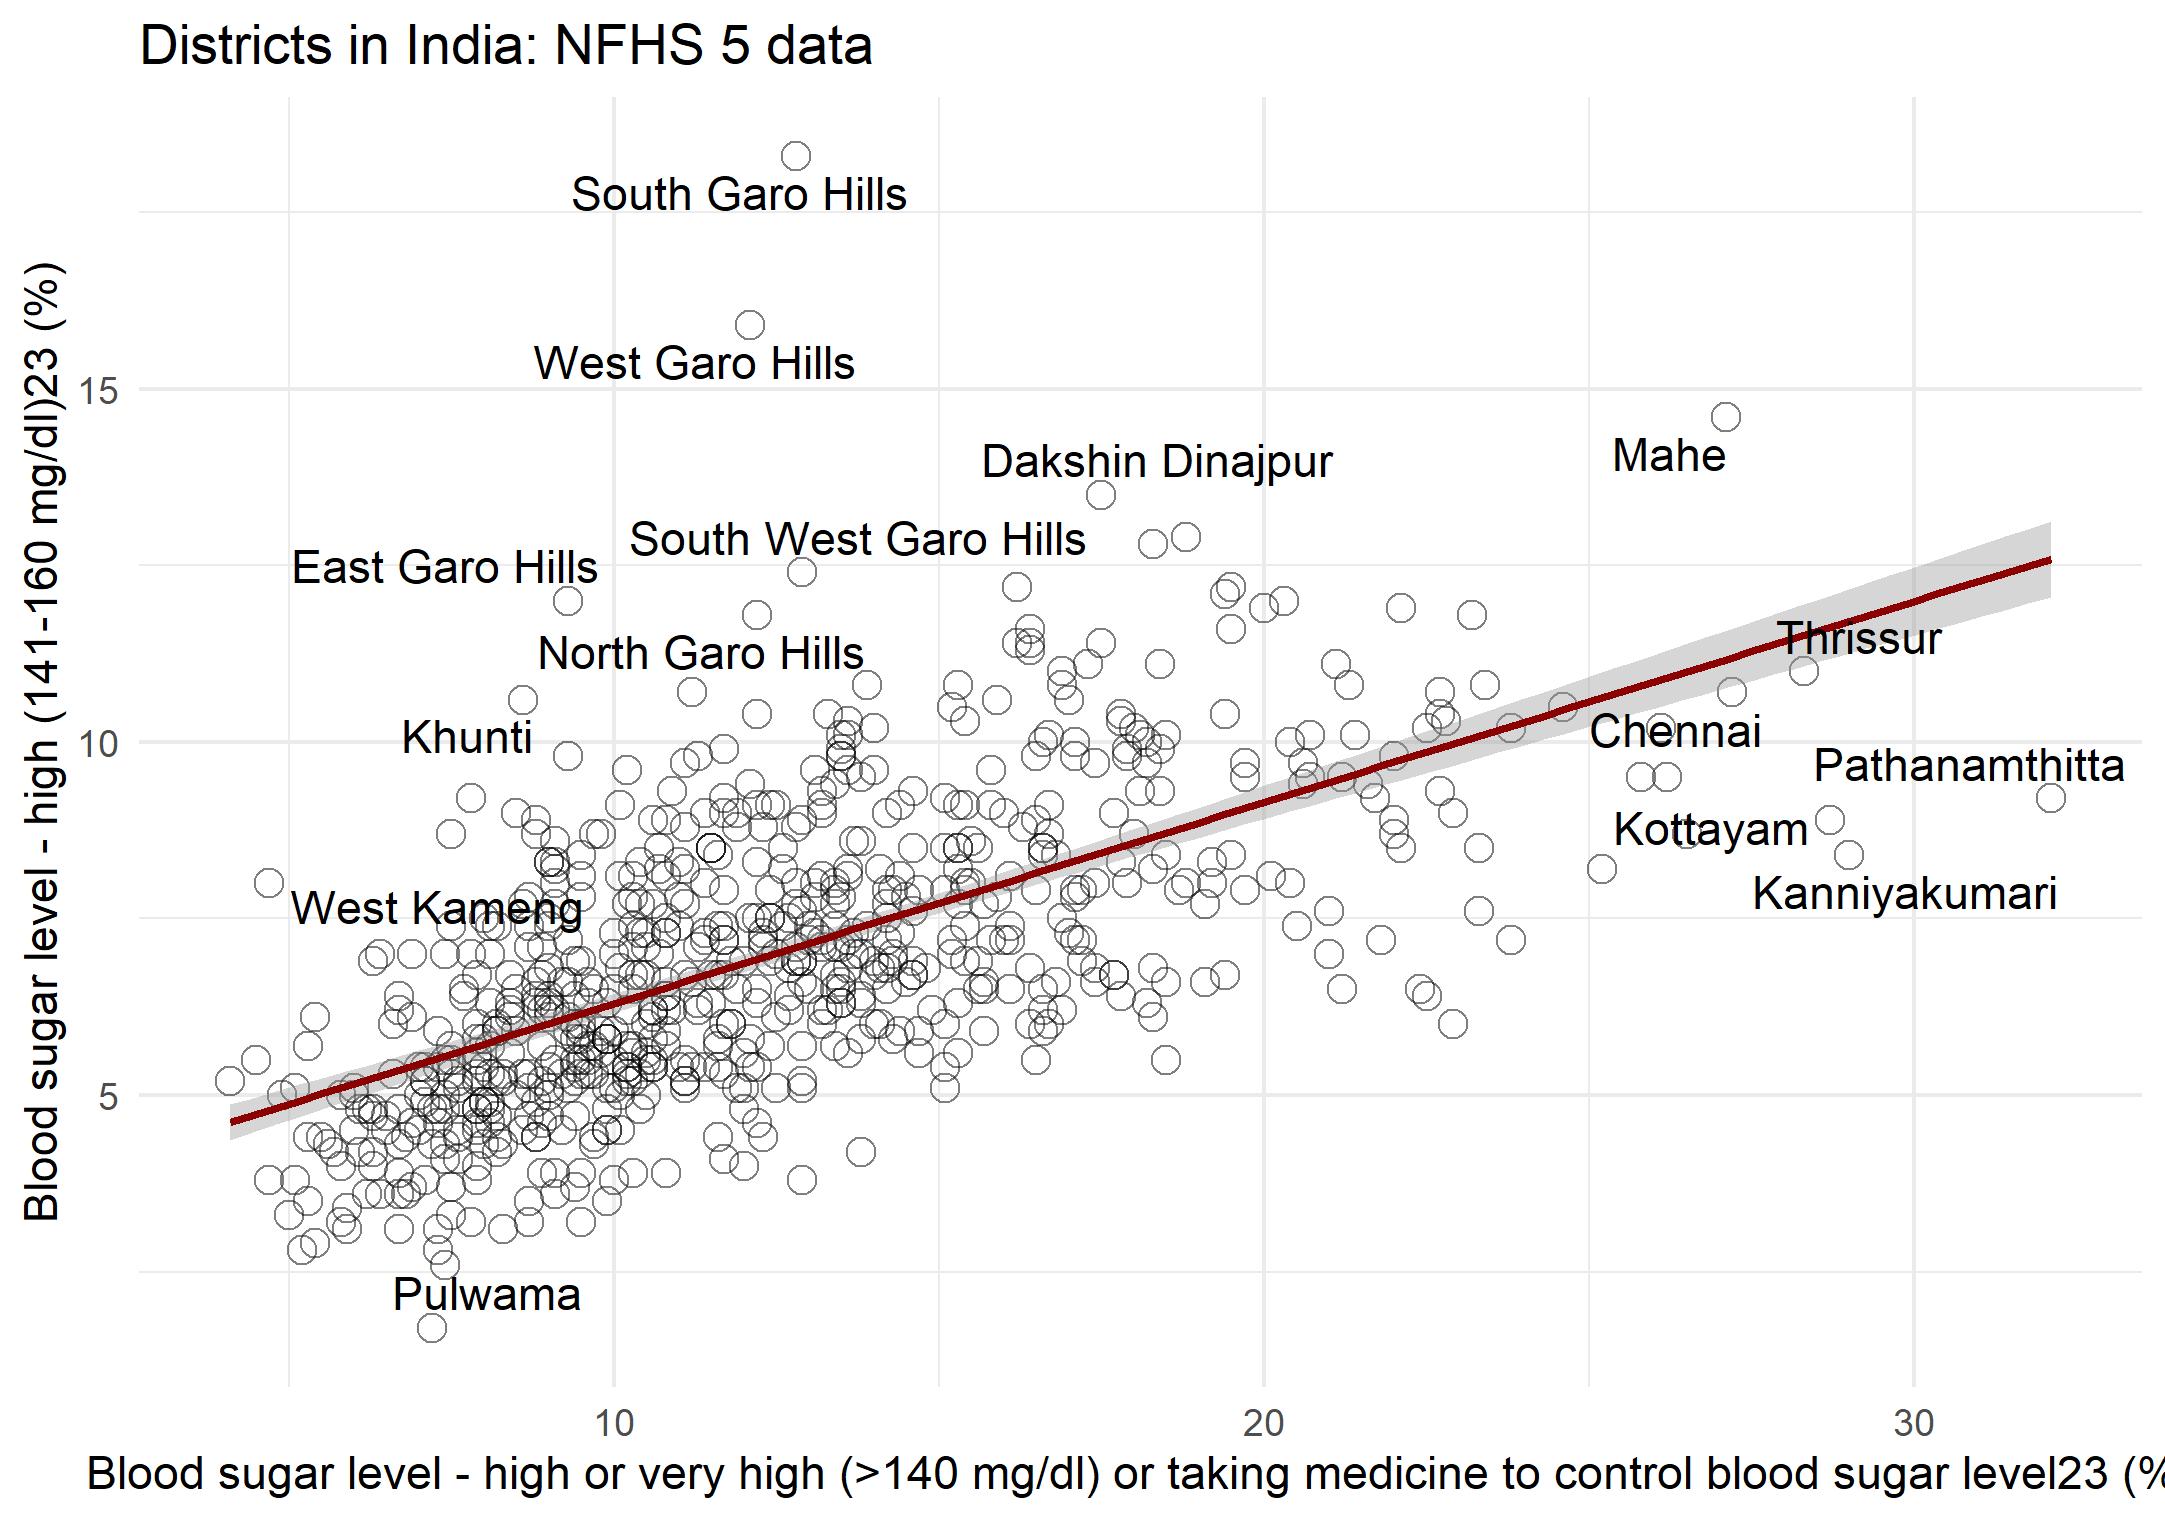 Districts in India: NFHS 5 data
Blood sugar level - high (141-160 mg/dl)23 (%)
South Garo Hills
West Garo Hills
15
Mahe
Dakshin Dinajpur
South West Garo Hills
East Garo Hills
Thrissur
North Garo Hills
Chennai
Khunti
10
Pathanamthitta
Kottayam
Kanniyakumari
West Kameng
5
Pulwama
10
20
30
Blood sugar level - high or very high (>140 mg/dl) or taking medicine to control blood sugar level23 (%